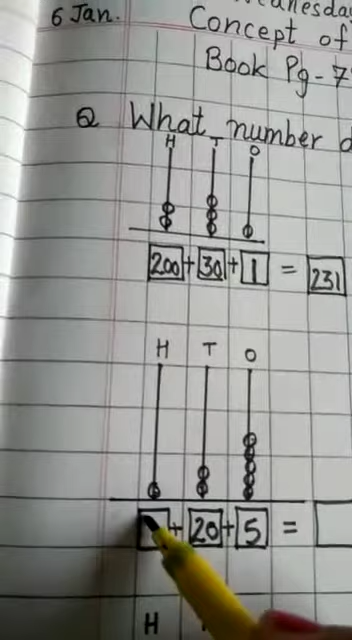 6 Jan.
Concept of
Book Pg-7
Q What number
H T O
200 + 30 + 1 = 231
H T O
+ 20 + 5 =
H